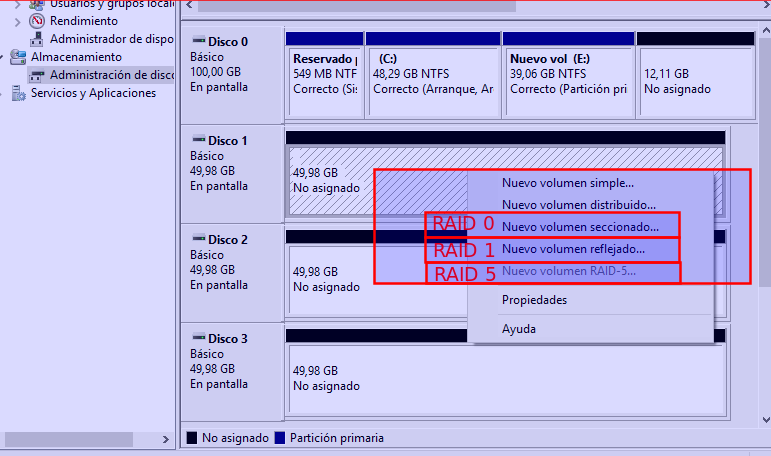 Usuarios y grupos locale
Rendimiento
Administrador de dispo
Almacenamiento
Administración de disco
Servicios y Aplicaciones
Disco 0
Básico
100,00 GB
En pantalla
Reservado p
549 MB NTF
Correcto (Sis
(C:)
48,29 GB NTFS
Correcto (Arranque, Ar
Nuevo vol (E:)
39,06 GB NTFS
Correcto (Partición pri
12,11 GB
No asignado
Disco 1
Básico
49,98 GB
En pantalla
49,98 GB
No asignado
Nuevo volumen simple...
Nuevo volumen distribuido...
RAID 0 Nuevo volumen seccionado...
RAID 1 Nuevo volumen reflejado...
RAID 5 Nuevo volumen RAID-5...
Propiedades
Ayuda
Disco 2
Básico
49,98 GB
En pantalla
49,98 GB
No asignado
Disco 3
Básico
49,98 GB
En pantalla
49,98 GB
No asignado
No asignado Partición primaria